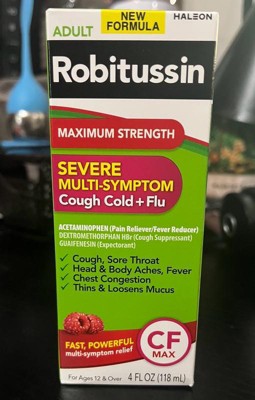 NEW
FORMULA
HALEON
ADULT
Robitussin
MAXIMUM STRENGTH
SEVERE
MULTI-SYMPTOM
Cough Cold + Flu
ACETAMINOPHEN (Pain Reliever/Fever Reducer)
DEXTROMETHORPHAN HBr (Cough Suppressant)
GUAIFENESIN (Expectorant)
Cough, Sore Throat
Head & Body Aches, Fever
Chest Congestion
Thins & Loosens Mucus
FAST, POWERFUL
multi-symptom relief
CF
MAX
For Ages 12 & Over
4 FL OZ (118 mL)